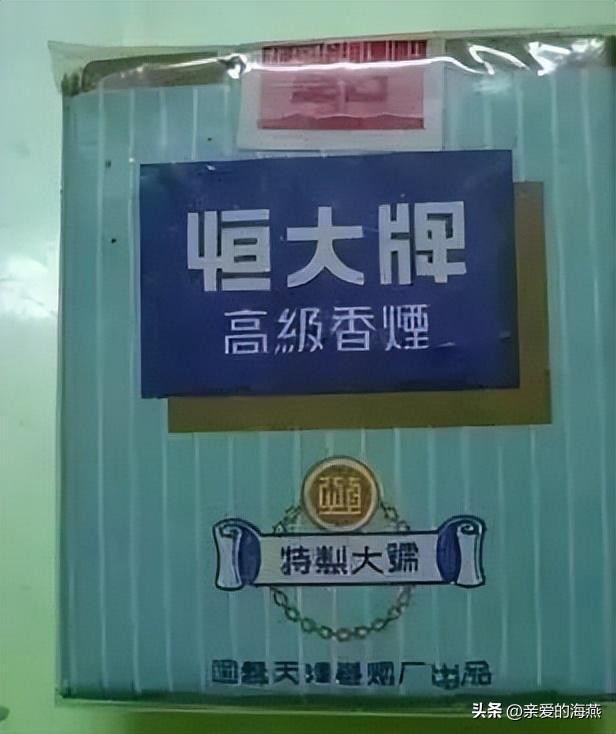 恒大牌
高級香煙
特製大號
國營天津卷烟厂出品
头条 @亲爱的海燕